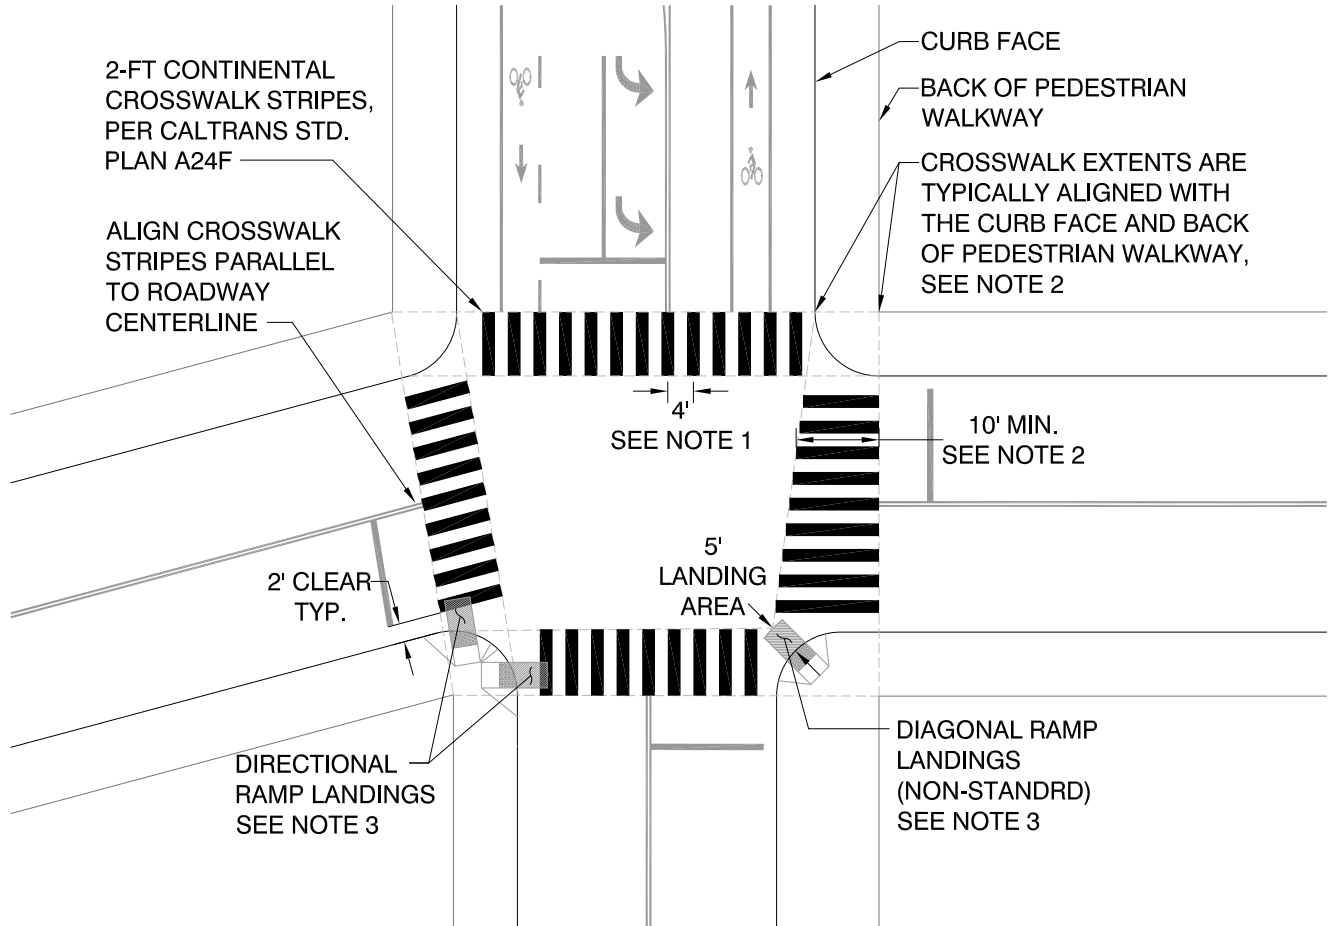 2-FT CONTINENTAL
CROSSWALK STRIPES,
PER CALTRANS STD.
PLAN A24F
ALIGN CROSSWALK
STRIPES PARALLEL
TO ROADWAY
CENTERLINE
CURB FACE
BACK OF PEDESTRIAN
WALKWAY
CROSSWALK EXTENTS ARE
TYPICALLY ALIGNED WITH
THE CURB FACE AND BACK
OF PEDESTRIAN WALKWAY,
SEE NOTE 2
4'
SEE NOTE 1
10' MIN.
SEE NOTE 2
5'
LANDING
AREA
2' CLEAR
TYP.
DIRECTIONAL
RAMP LANDINGS
SEE NOTE 3
DIAGONAL RAMP
LANDINGS
(NON-STANDRD)
SEE NOTE 3